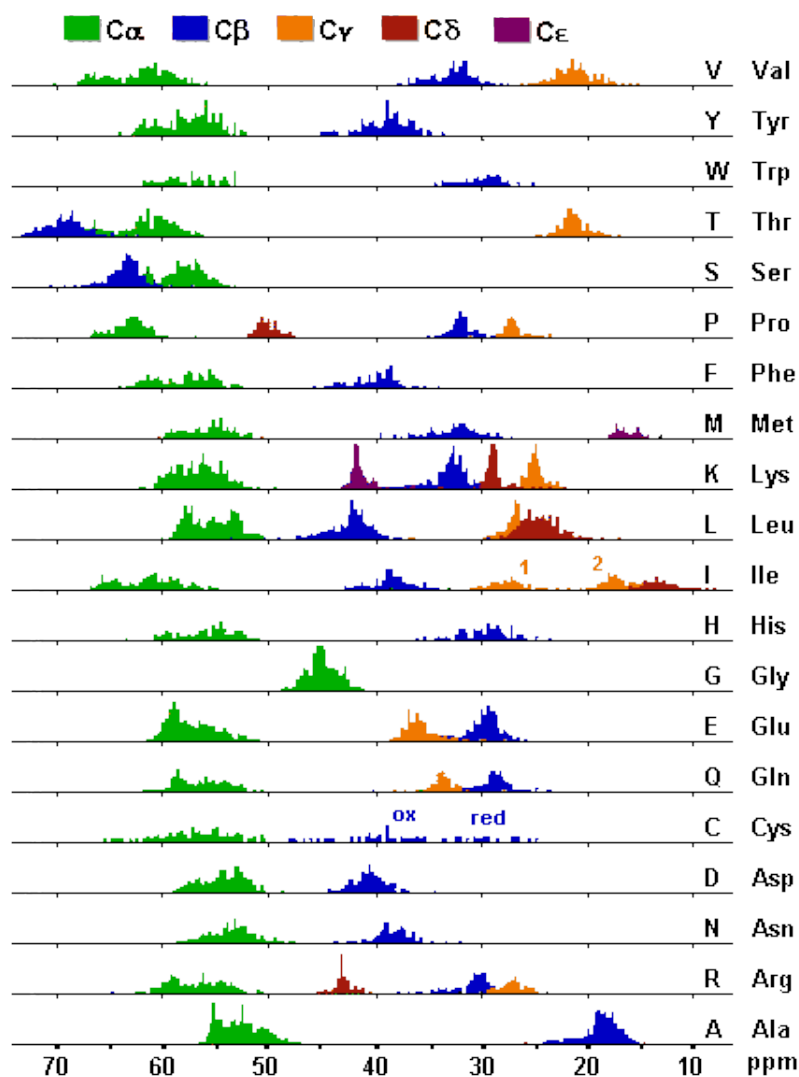 Cα Cβ Cγ Cδ Cε
V Val
Y Tyr
W Trp
T Thr
S Ser
P Pro
F Phe
M Met
K Lys
L Leu
1 2 I Ile
H His
G Gly
E Glu
Q Gln
ox red C Cys
D Asp
N Asn
R Arg
A Ala
70 60 50 40 30 20 10 ppm